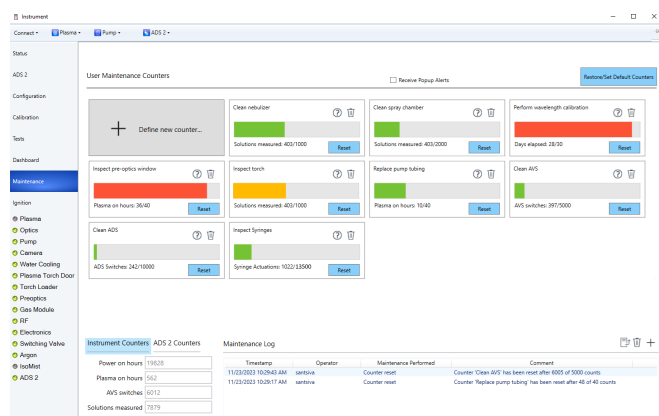 Instrument
Connect
Plasma
Pump
ADS 2
Status
ADS 2
Configuration
Calibration
Tests
Dashboard
Maintenance
Ignition
Plasma
Optics
Pump
Camera
Water Cooling
Plasma Torch Door
Torch Loader
Preoptics
Gas Module
RF
Electronics
Switching Valve
Argon
IsoMist
ADS 2
User Maintenance Counters
Receive Popup Alerts
Restore/Set Default Counters
Define new counter...
Clean nebulizer
Solutions measured: 403/1000
Reset
Clean spray chamber
Solutions measured: 403/2000
Reset
Perform wavelength calibration
Days elapsed: 28/30
Reset
Inspect pre-optics window
Plasma on hours: 36/40
Reset
Inspect torch
Solutions measured: 403/1000
Reset
Replace pump tubing
Plasma on hours: 10/40
Reset
Clean AVS
AVS switches: 397/5000
Reset
Clean ADS
ADS Switches: 242/10000
Reset
Inspect Syringes
Syringe Actuations: 1022/13500
Reset
Instrument Counters
ADS 2 Counters
Power on hours 19828
Plasma on hours 562
AVS switches 6012
Solutions measured 7879
Maintenance Log
Timestamp Operator Maintenance Performed Comment
11/23/2023 10:29:43 AM santsiva Counter reset Counter 'Clean AVS' has been reset after 6005 of 5000 counts
11/23/2023 10:29:17 AM santsiva Counter reset Counter 'Replace pump tubing' has been reset after 48 of 40 counts